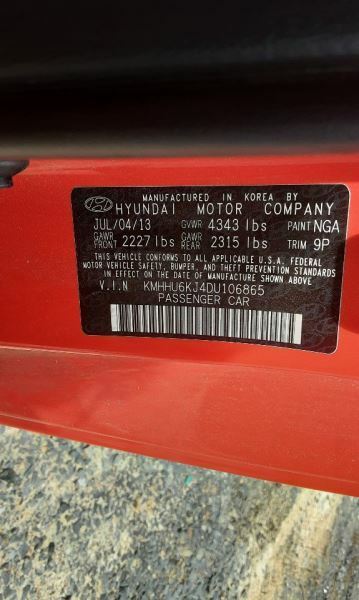 MANUFACTURED IN KOREA BY
HYUNDAI MOTOR COMPANY
JUL/04/13 GVWR 4343 lbs PAINT NGA
GAWR FRONT 2227 lbs GAWR REAR 2315 lbs TRIM 9P
THIS VEHICLE CONFORMS TO ALL APPLICABLE U.S.A. FEDERAL
MOTOR VEHICLE SAFETY, BUMPER, AND THEFT PREVENTION STANDARDS
IN EFFECT ON THE DATE OF MANUFACTURE SHOWN ABOVE.
V.I.N KMHHU6KJ4DU106865
PASSENGER CAR